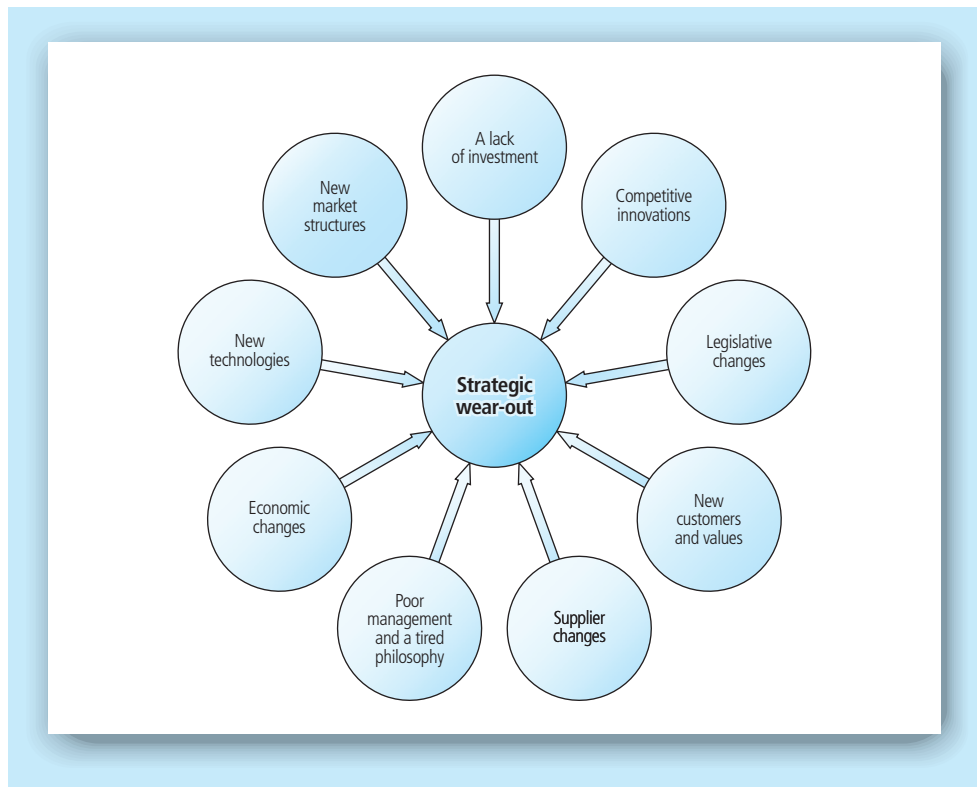 A lack
of investment
Competitive
innovations
Legislative
changes
New
customers
and values
Supplier
changes
Poor
management
and a tired
philosophy
Economic
changes
New
technologies
New
market
structures
Strategic
wear-out